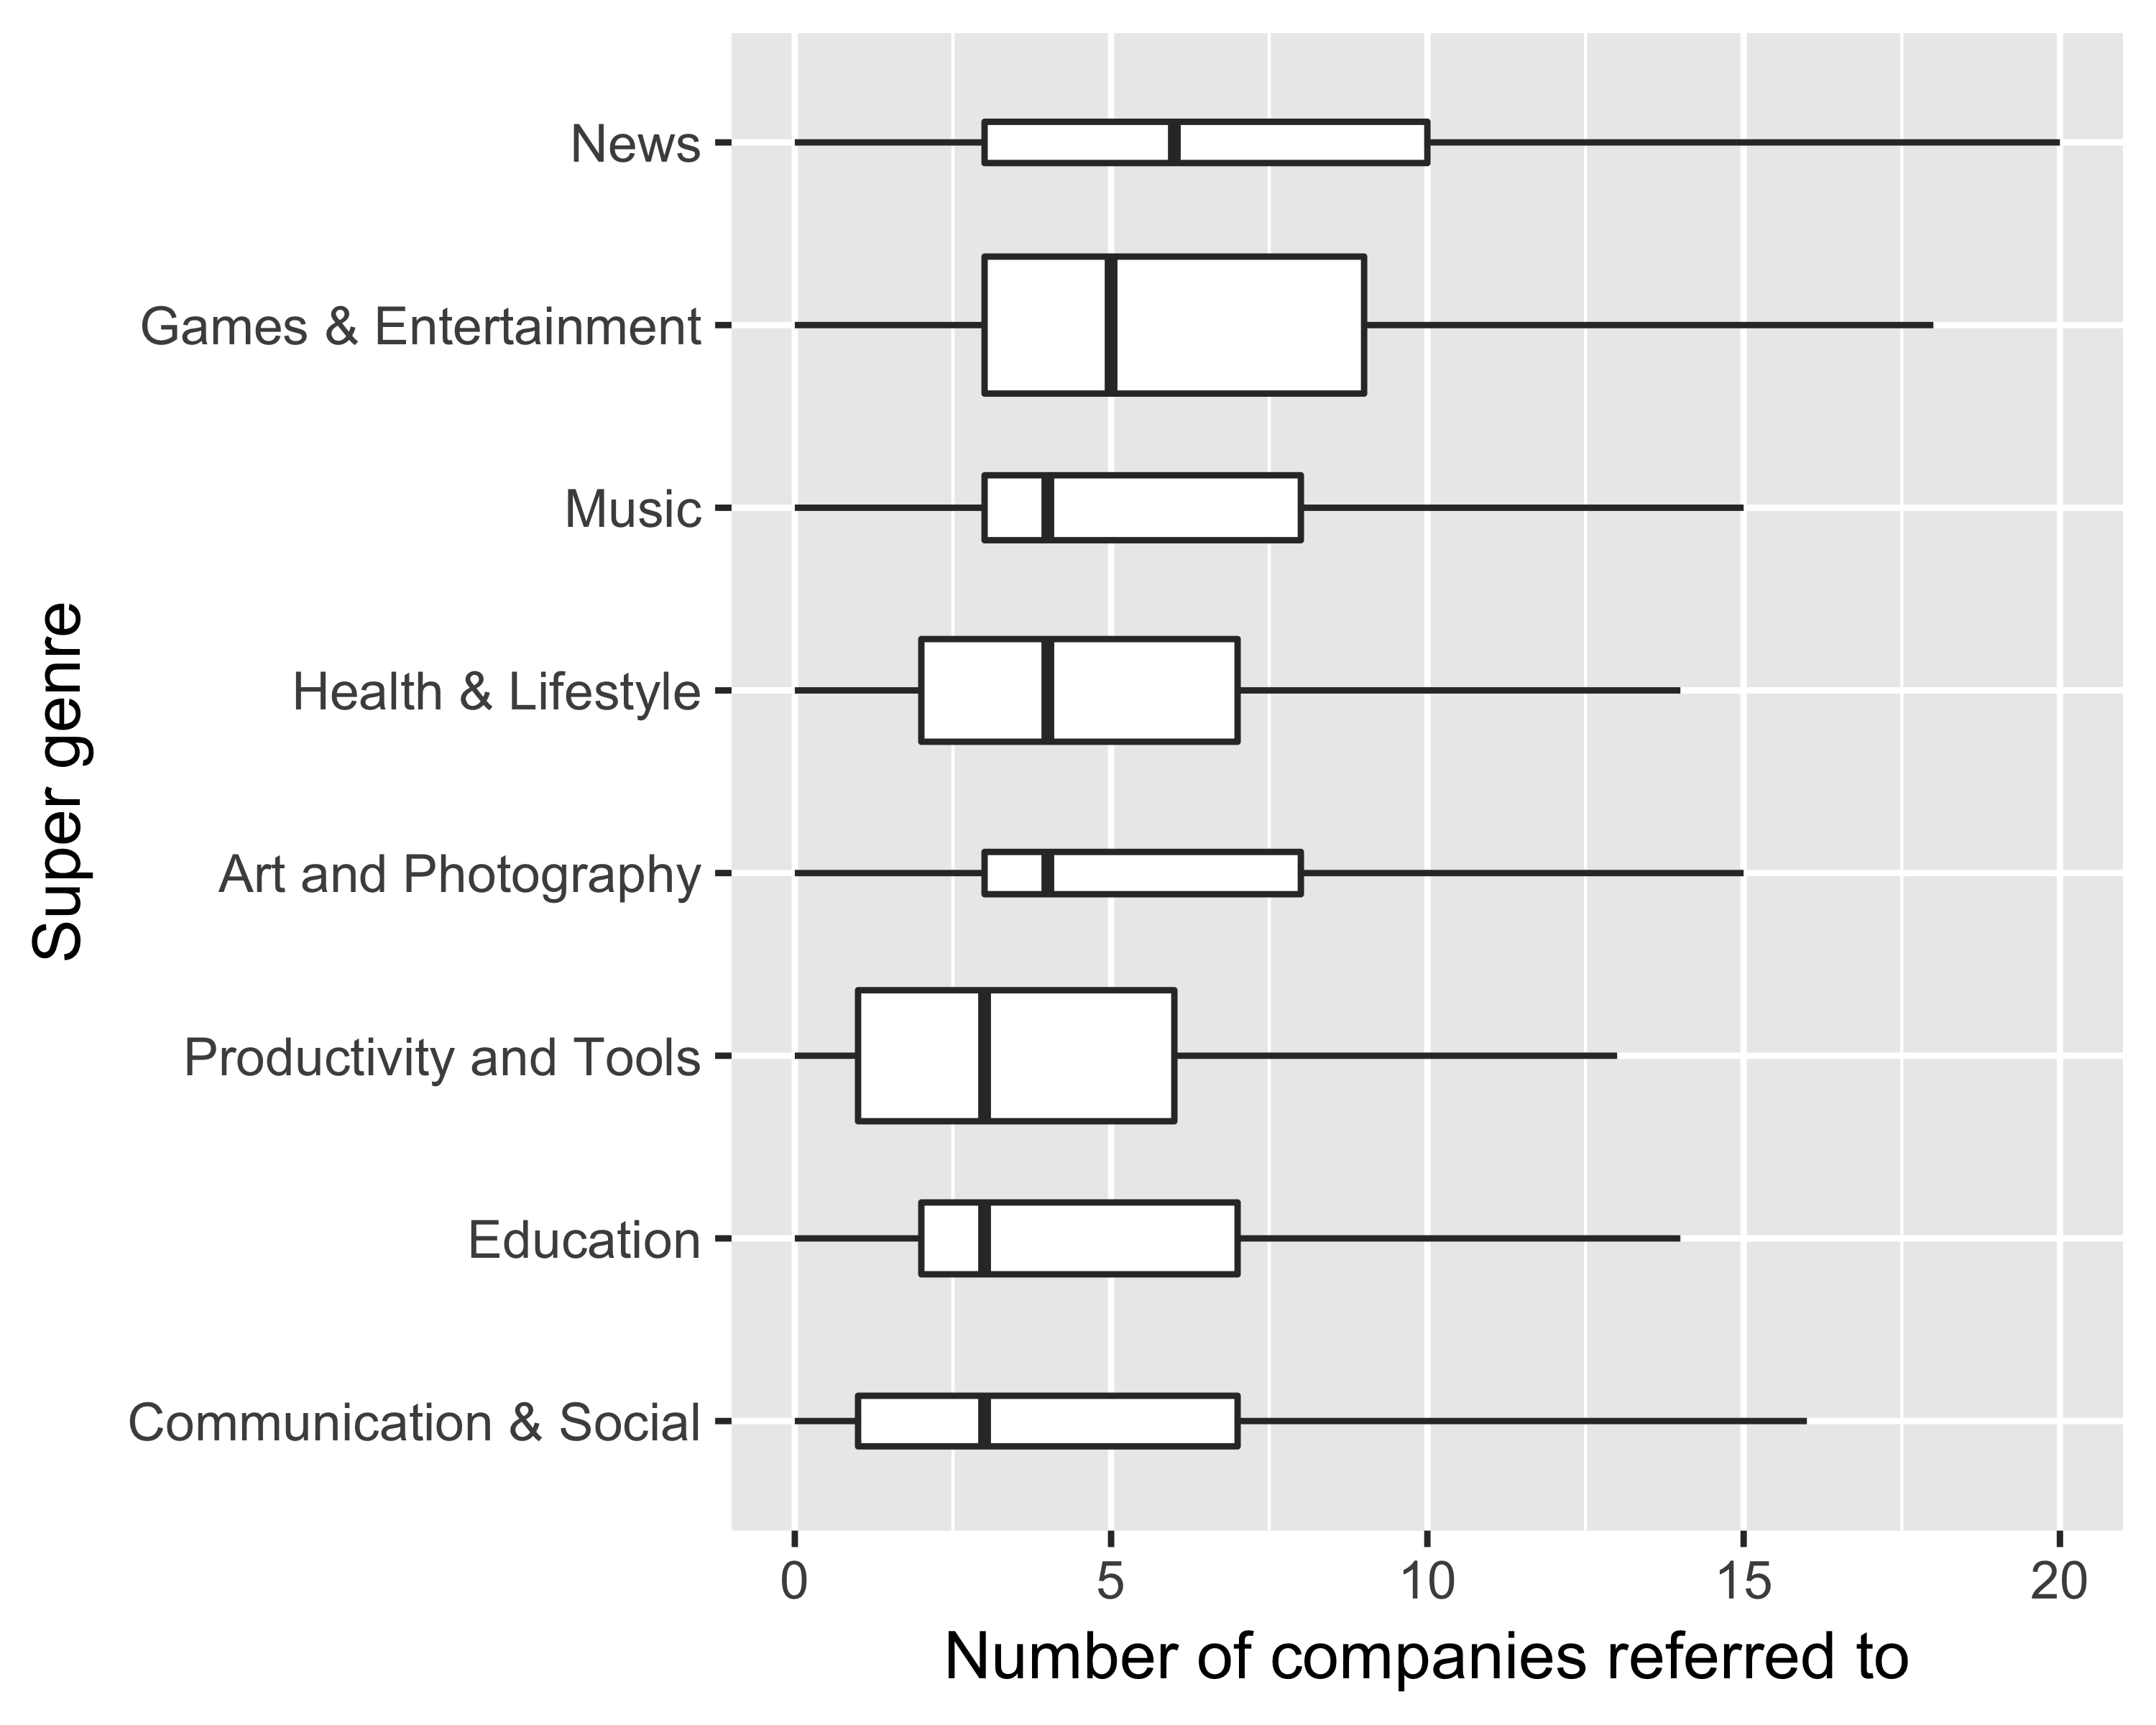 News
Games & Entertainment
Music
Health & Lifestyle
Art and Photography
Productivity and Tools
Education
Communication & Social
Super genre
0 5 10 15 20
Number of companies referred to